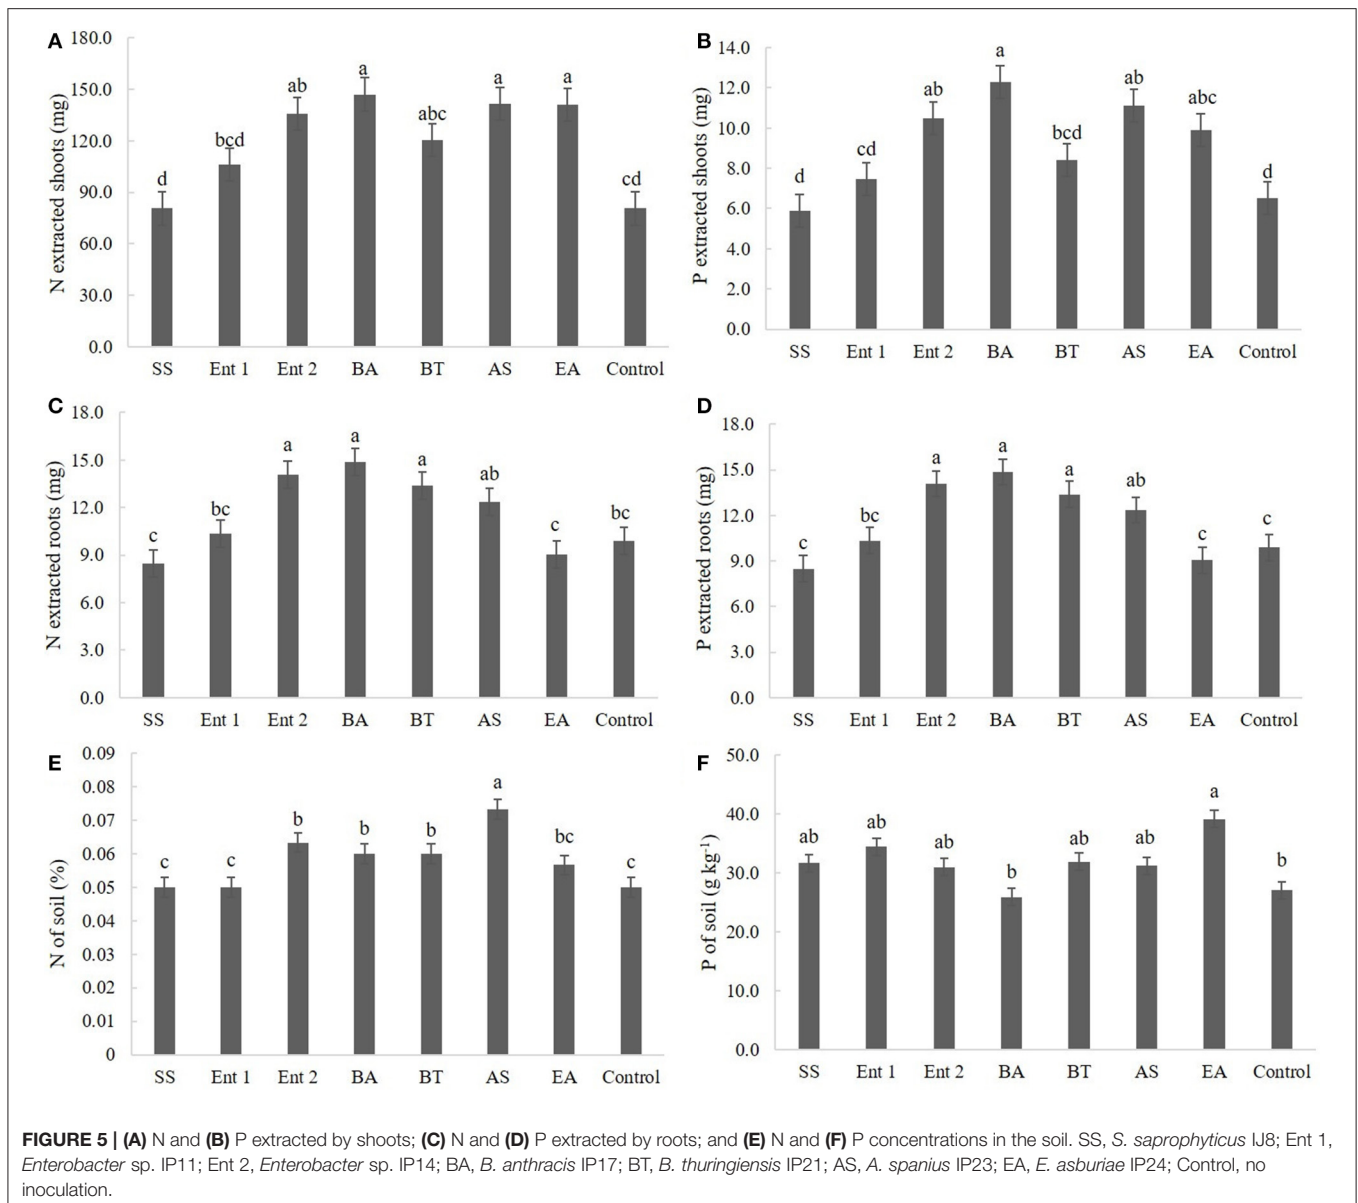 A
N extracted shoots (mg)
180.0
150.0
120.0
90.0
60.0
30.0
0.0
d
bcd
ab
a
abc
a
a
cd
SS Ent 1 Ent 2 BA BT AS EA Control
B
P extracted shoots (mg)
14.0
12.0
10.0
8.0
6.0
4.0
2.0
0.0
d
cd
ab
a
bcd
ab
abc
d
SS Ent 1 Ent 2 BA BT AS EA Control
C
N extracted roots (mg)
18.0
15.0
12.0
9.0
6.0
3.0
0.0
c
bc
a
a
a
ab
c
bc
SS Ent 1 Ent 2 BA BT AS EA Control
D
P extracted roots (mg)
18.0
15.0
12.0
9.0
6.0
3.0
0.0
c
bc
a
a
a
ab
c
c
SS Ent 1 Ent 2 BA BT AS EA Control
E
N of soil (%)
0.09
0.08
0.07
0.06
0.05
0.04
0.03
0.02
0.01
0
c
c
b
b
b
a
bc
c
SS Ent 1 Ent 2 BA BT AS EA Control
F
P of soil (g kg⁻¹)
50.0
40.0
30.0
20.0
10.0
0.0
ab
ab
ab
b
ab
ab
a
b
SS Ent 1 Ent 2 BA BT AS EA Control
FIGURE 5 | (A) N and (B) P extracted by shoots; (C) N and (D) P extracted by roots; and (E) N and (F) P concentrations in the soil. SS, S. saprophyticus IJ8; Ent 1,
Enterobacter sp. IP11; Ent 2, Enterobacter sp. IP14; BA, B. anthracis IP17; BT, B. thuringiensis IP21; AS, A. spanius IP23; EA, E. asburiae IP24; Control, no
inoculation.